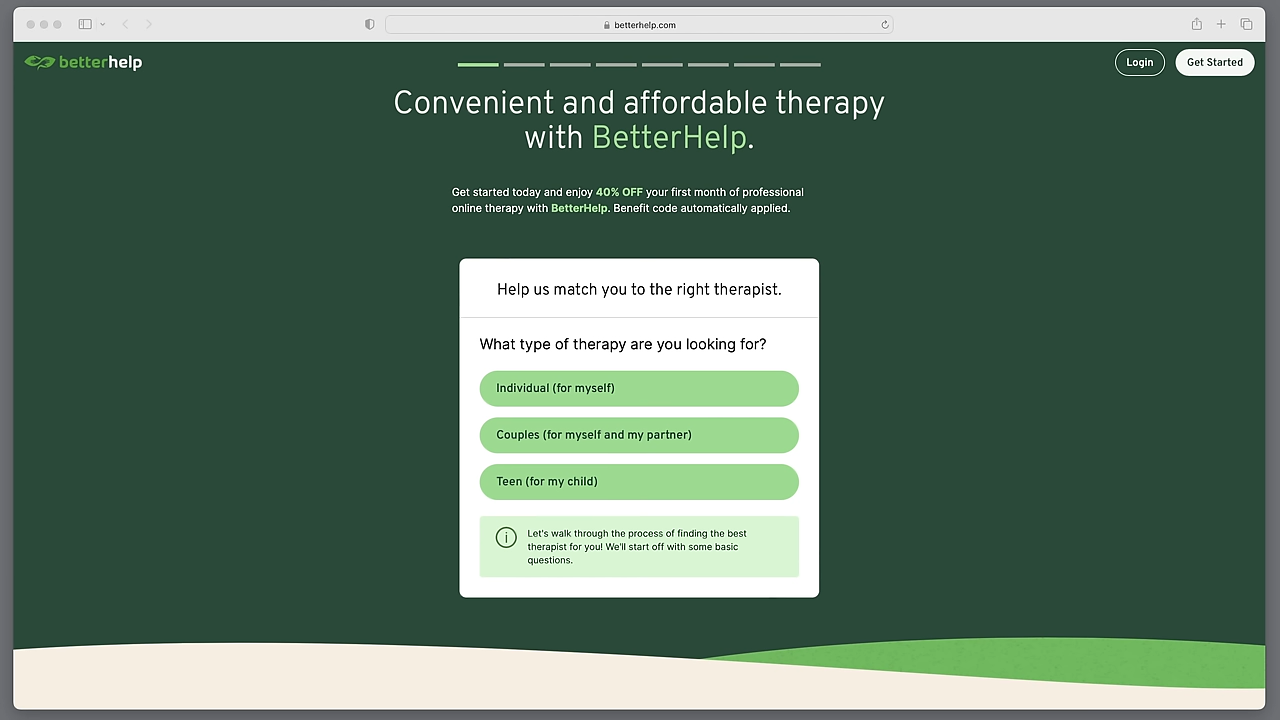 betterhelp.com
betterhelp
Login
Get Started
Convenient and affordable therapy
with BetterHelp.
Get started today and enjoy 40% OFF your first month of professional
online therapy with BetterHelp. Benefit code automatically applied.
Help us match you to the right therapist.
What type of therapy are you looking for?
Individual (for myself)
Couples (for myself and my partner)
Teen (for my child)
Let's walk through the process of finding the best
therapist for you! We'll start off with some basic
questions.